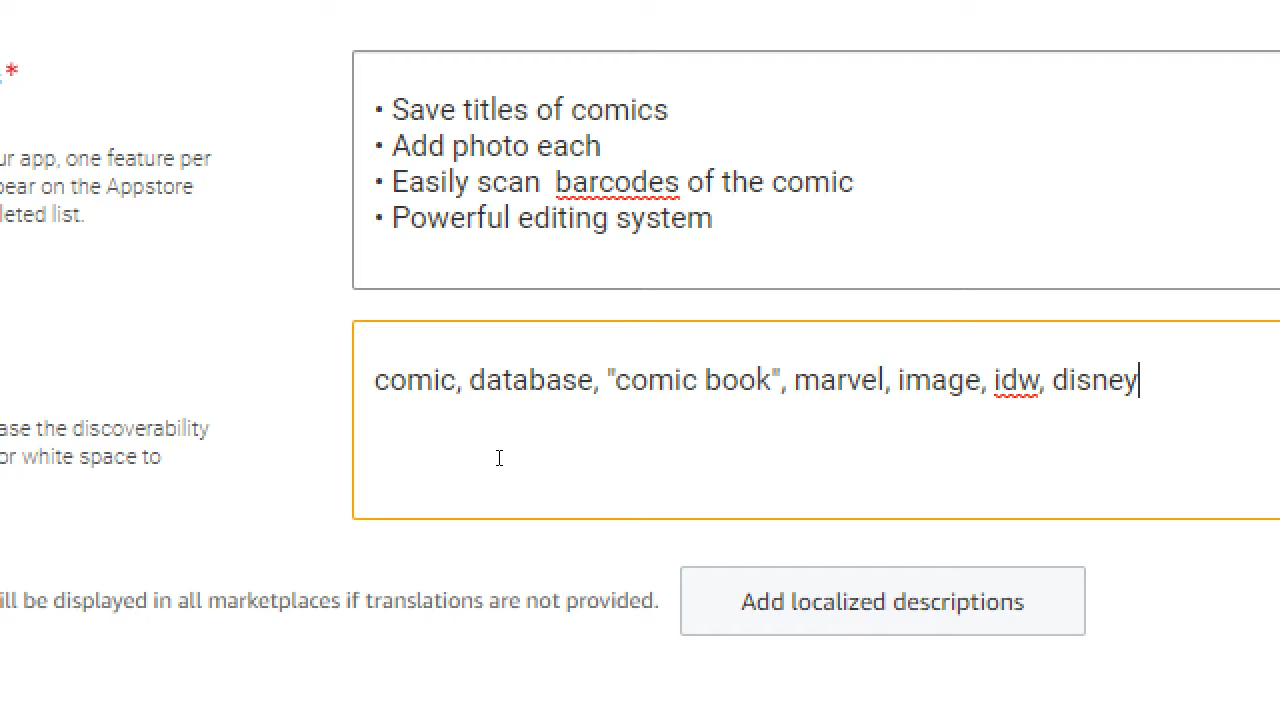 *
• Save titles of comics
• Add photo each
ur app, one feature per
• Easily scan  barcodes of the comic
pear on the Appstore
leted list.
• Powerful editing system
comic, database, "comic book", marvel, image, idw, disney
ase the discoverability
or white space to
ill be displayed in all marketplaces if translations are not provided.
Add localized descriptions